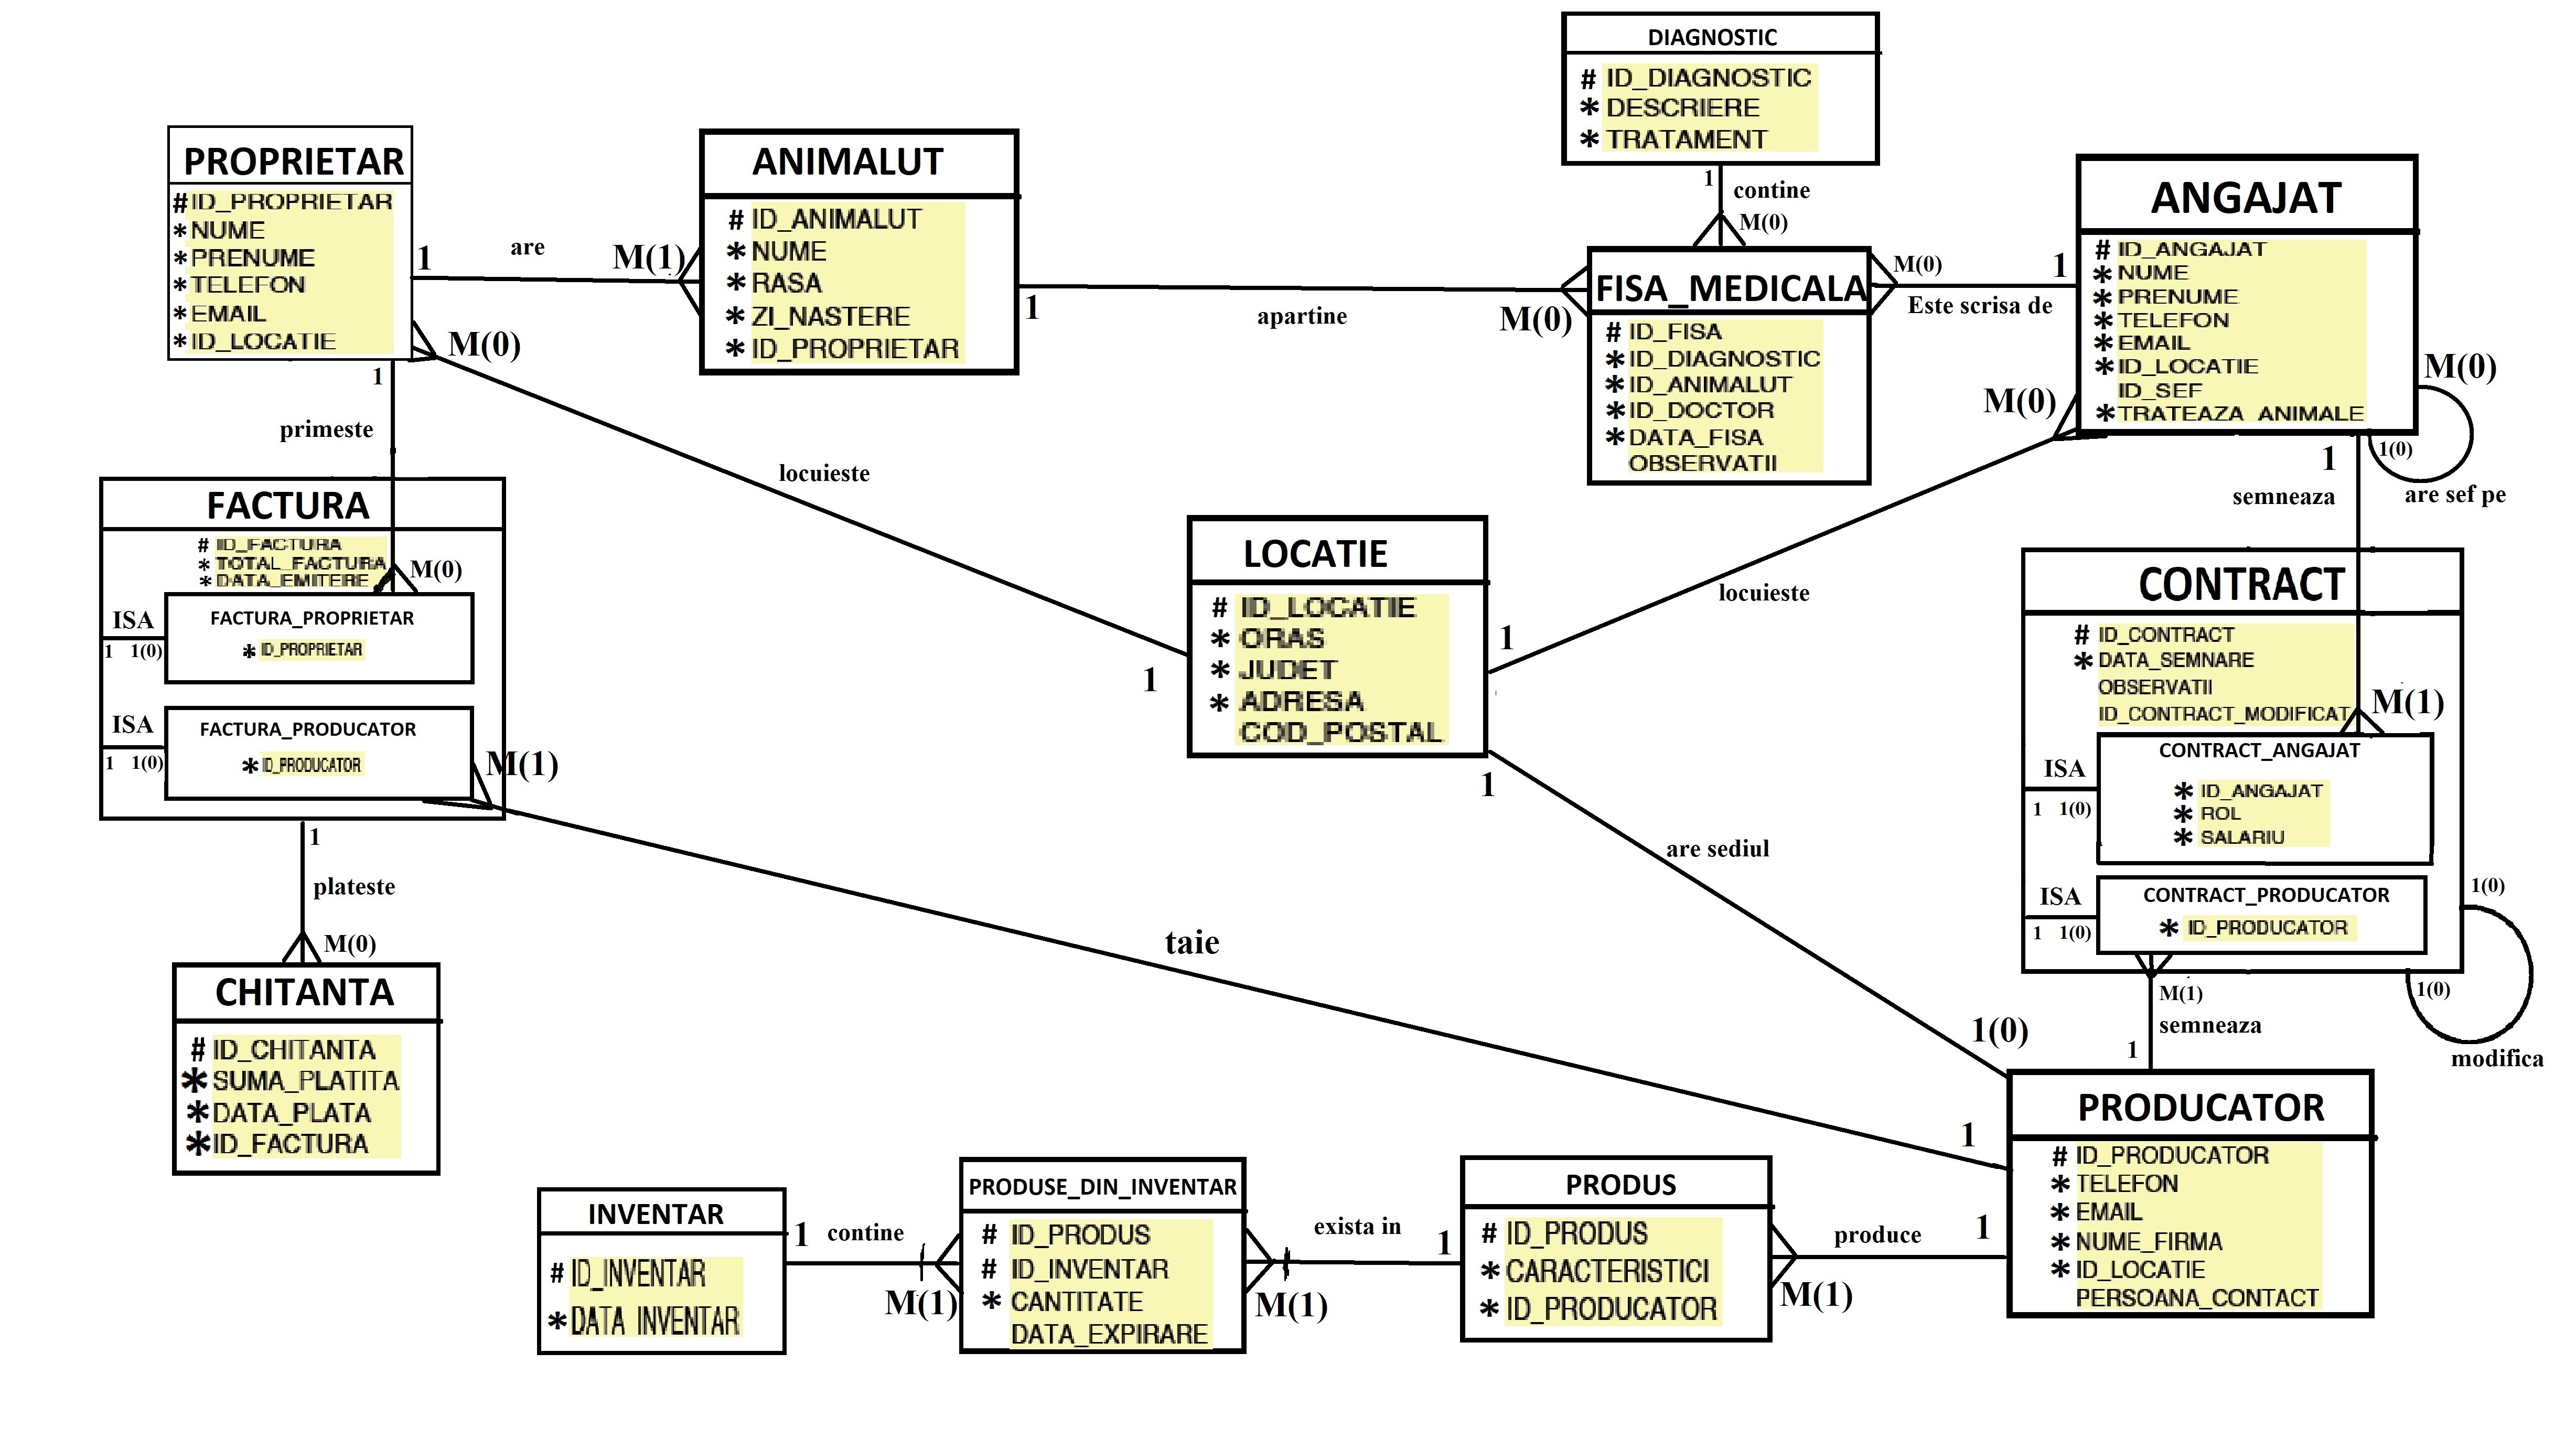 DIAGNOSTIC
# ID_DIAGNOSTIC
* DESCRIERE
* TRATAMENT
1
contine
M(0)
PROPRIETAR
# ID_PROPRIETAR
* NUME
* PRENUME
* TELEFON
* EMAIL
* ID_LOCATIE
1
are
M(1)
ANIMALUT
# ID_ANIMALUT
* NUME
* RASA
* ZI_NASTERE
* ID_PROPRIETAR
1
apartine
M(0)
FISA_MEDICALA
# ID_FISA
* ID_DIAGNOSTIC
* ID_ANIMALUT
* ID_DOCTOR
* DATA_FISA
OBSERVATII
M(0)
1
Este scrisa de
ANGAJAT
# ID_ANGAJAT
* NUME
* PRENUME
* TELEFON
* EMAIL
* ID_LOCATIE
ID_SEF
* TRATEAZA_ANIMALE
M(0)
1(0)
are sef pe
M(0)
locuieste
1
M(0)
locuieste
1
1
primeste
M(0)
FACTURA
# ID_FACTURA
* TOTAL_FACTURA
* DATA_EMITERE
ISA
1 1(0)
FACTURA_PROPRIETAR
* ID_PROPRIETAR
ISA
1 1(0)
FACTURA_PRODUCATOR
* ID_PRODUCATOR
M(1)
LOCATIE
# ID_LOCATIE
* ORAS
* JUDET
* ADRESA
COD_POSTAL
1
are sediul
1(0)
1
semneaza
CONTRACT
# ID_CONTRACT
* DATA_SEMNARE
OBSERVATII
ID_CONTRACT_MODIFICAT
M(1)
ISA
1 1(0)
CONTRACT_ANGAJAT
* ID_ANGAJAT
* ROL
* SALARIU
ISA
1 1(0)
CONTRACT_PRODUCATOR
* ID_PRODUCATOR
1(0)
1(0)
modifica
M(1)
semneaza
1
1
plateste
M(0)
CHITANTA
# ID_CHITANTA
* SUMA_PLATITA
* DATA_PLATA
* ID_FACTURA
taie
1
PRODUCATOR
# ID_PRODUCATOR
* TELEFON
* EMAIL
* NUME_FIRMA
* ID_LOCATIE
PERSOANA_CONTACT
INVENTAR
# ID_INVENTAR
* DATA_INVENTAR
1
contine
M(1)
PRODUSE_DIN_INVENTAR
# ID_PRODUS
# ID_INVENTAR
* CANTITATE
DATA_EXPIRARE
exista in
M(1)
1
PRODUS
# ID_PRODUS
* CARACTERISTICI
* ID_PRODUCATOR
produce
M(1)
1